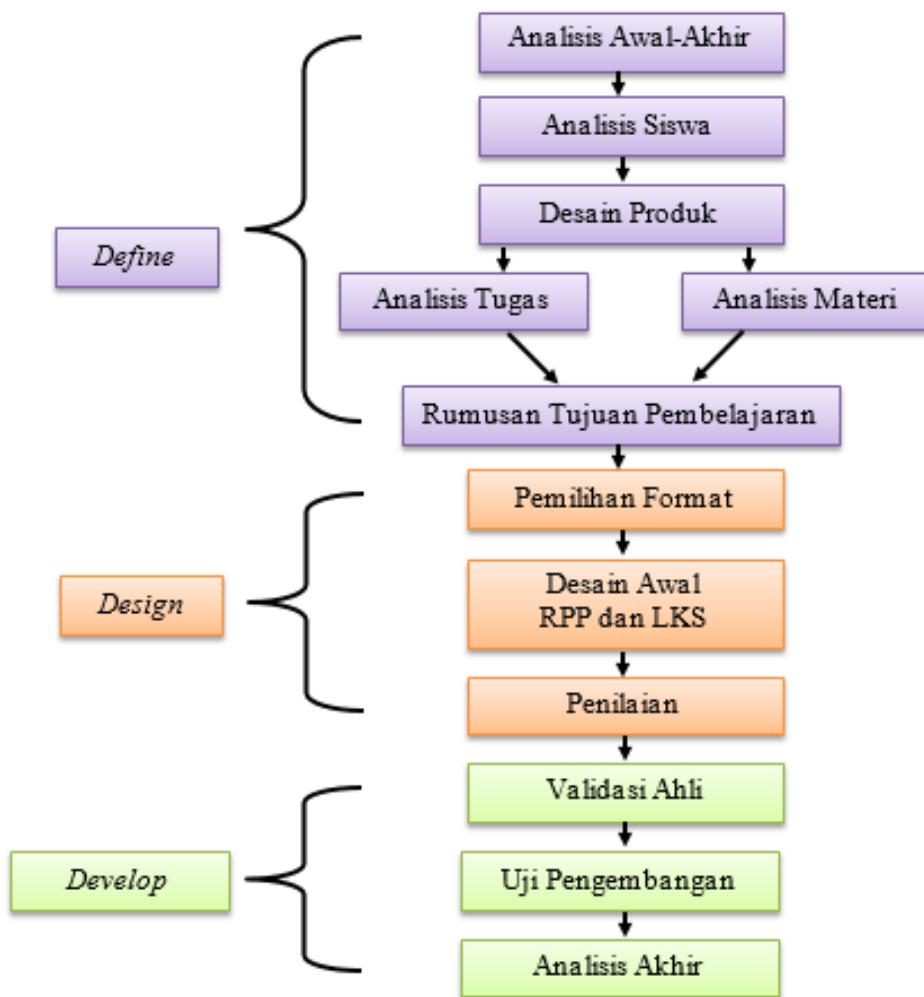 Analisis Awal-Akhir
Analisis Siswa
Desain Produk
Define
Analisis Tugas
Analisis Materi
Rumusan Tujuan Pembelajaran
Pemilihan Format
Desain Awal
RPP dan LKS
Design
Penilaian
Validasi Ahli
Develop
Uji Pengembangan
Analisis Akhir